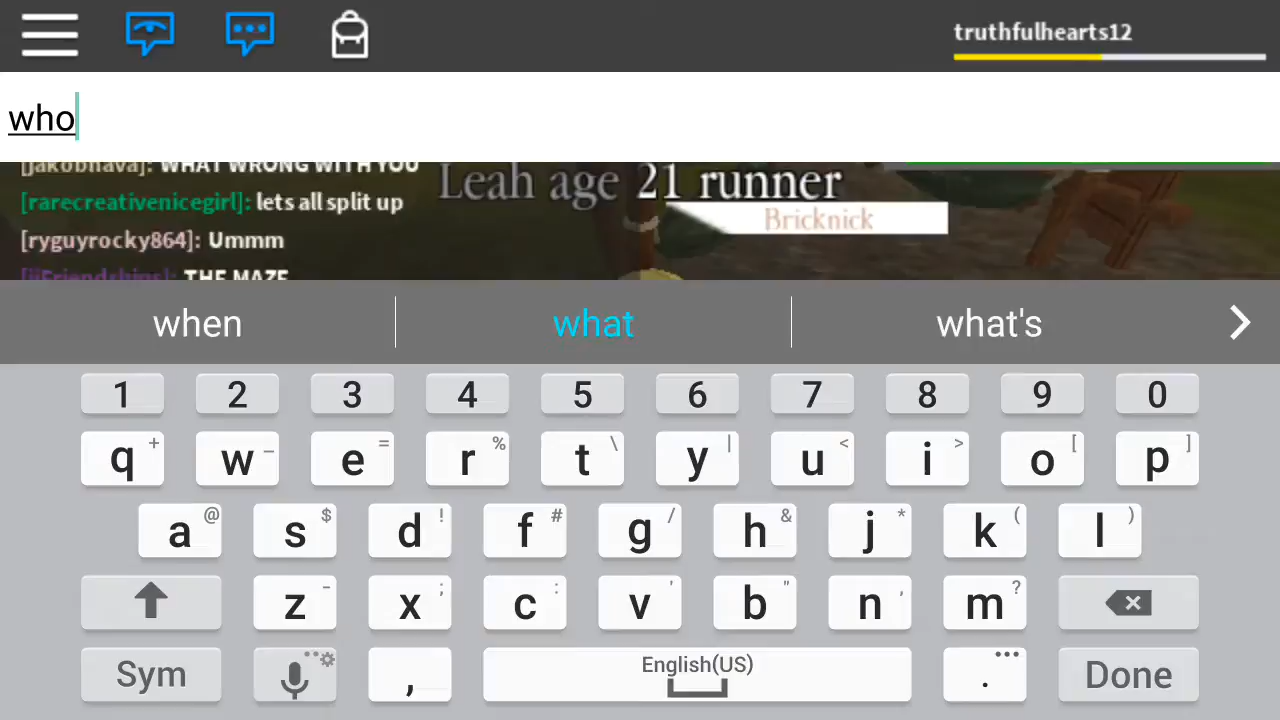 truthfulhearts12
who
[jakobnava]: WHAT WRONG WITH YOU
Leah age 21 runner
[rarecreativenicegirl]: lets all split up
Bricknick
[ryguyrocky864]: Ummm
[jjFriendships]: THE MAZE
when what what's
1 2 3 4 5 6 7 8 9 0
q + w - e = r % t \ y | u < i > o [ p ]
a @ s $ d ! f # g / h & j * k ( l )
z - x ; c : v ' b " n , m ?
Sym , English(US) . Done